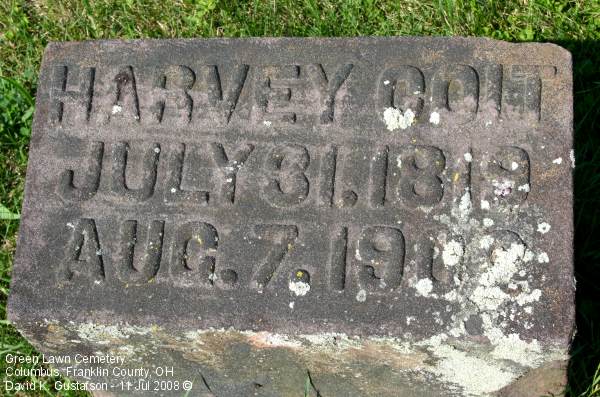 HARVEY COIT
JULY 31. 1819
AUG. 7.
Green Lawn Cemetery
Columbus, Franklin County, OH
David K. Gustafson - 11 Jul 2008 ©